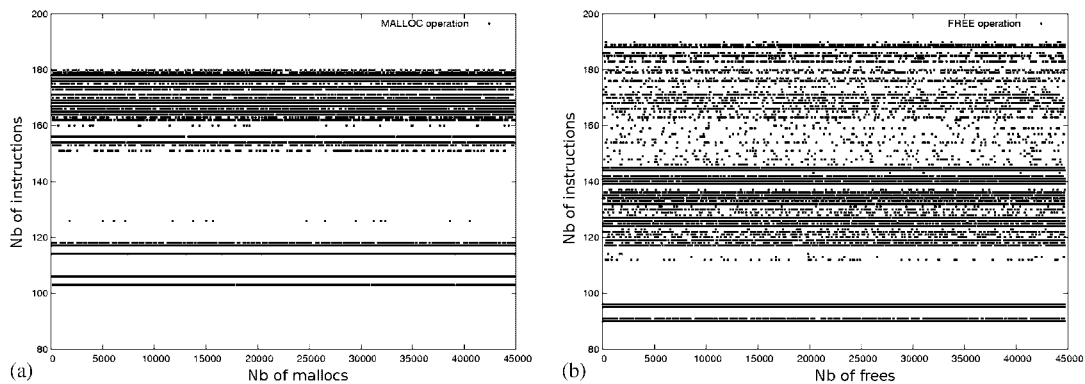 200
180
160
140
120
100
80
Nb of instructions
MALLOC operation
0 5000 10000 15000 20000 25000 30000 35000 40000 45000
Nb of mallocs
(a)
200
180
160
140
120
100
80
Nb of instructions
FREE operation
0 5000 10000 15000 20000 25000 30000 35000 40000 45000
Nb of frees
(b)